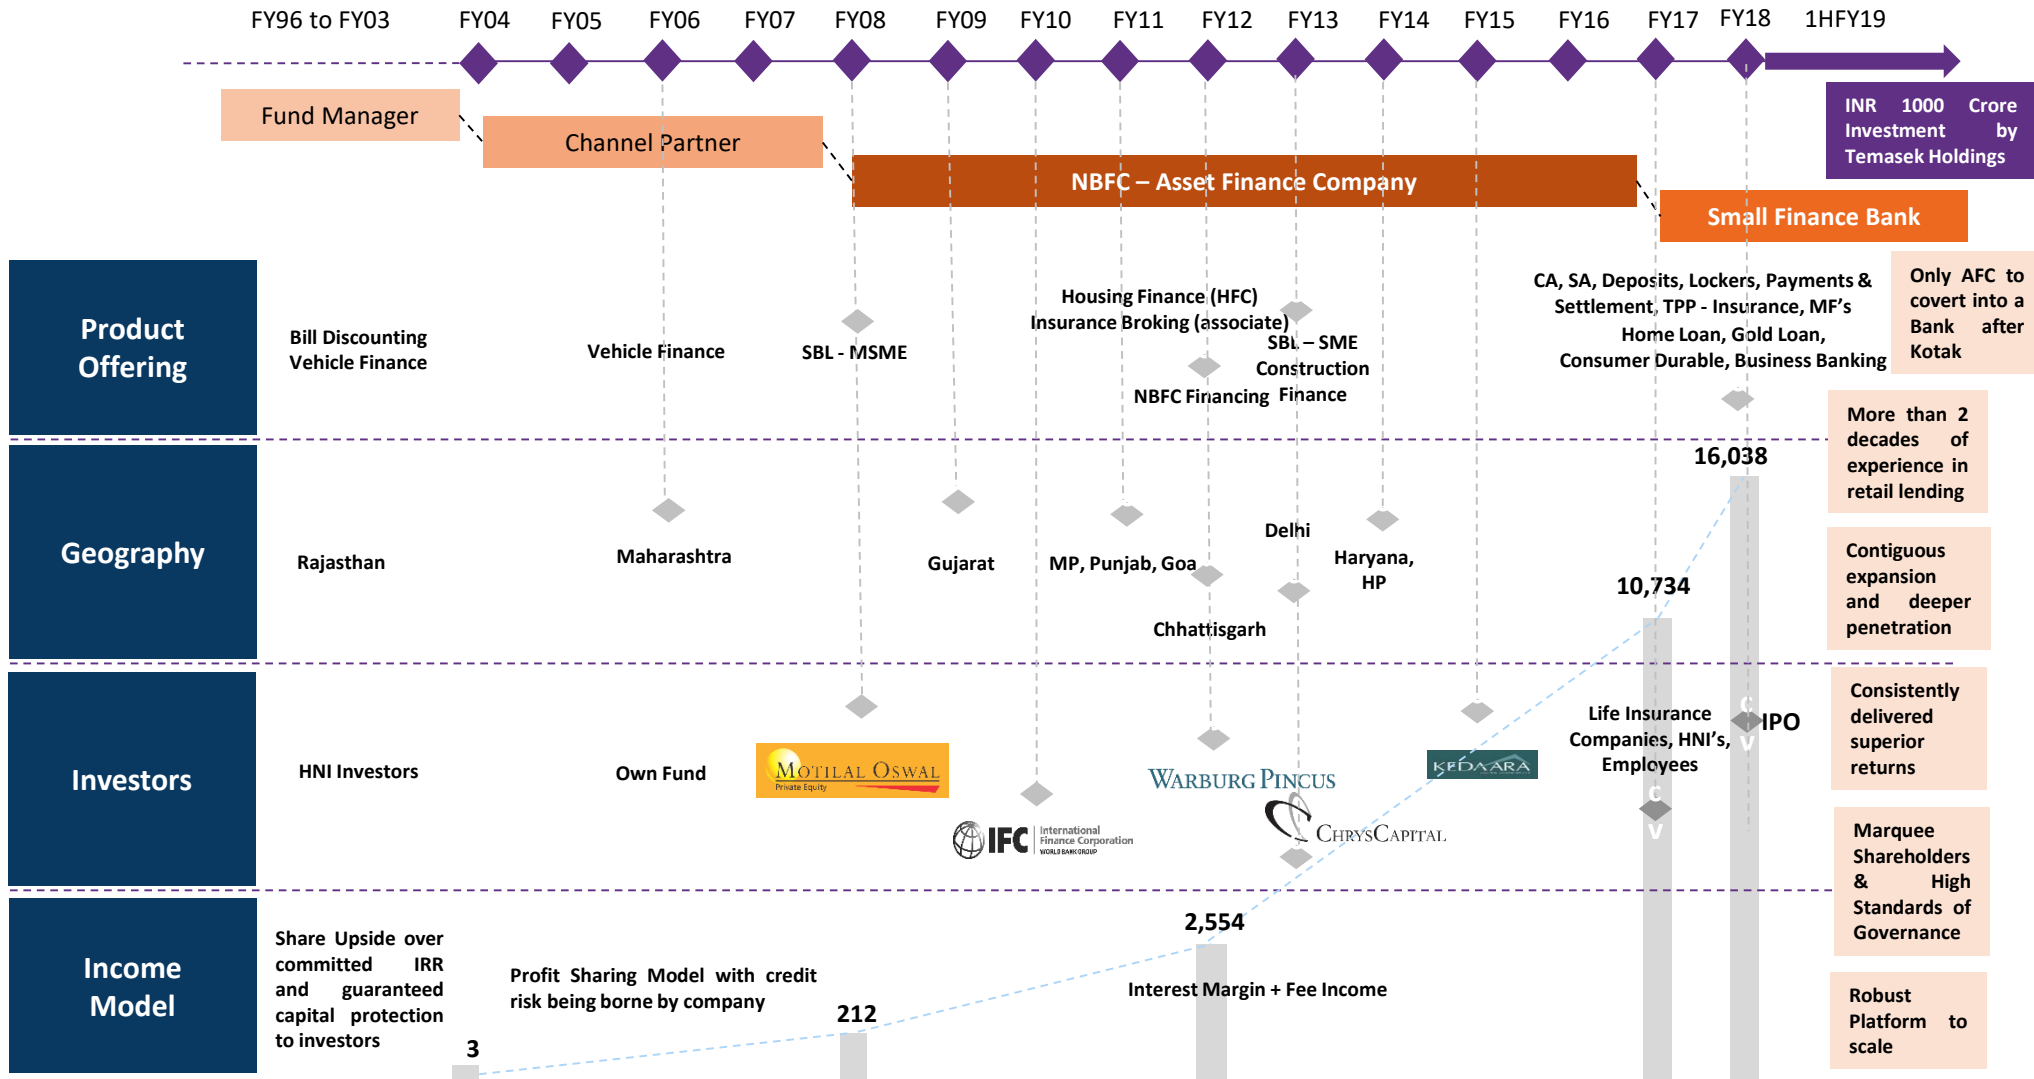 FY96 to FY03 FY04 FY05 FY06 FY07 FY08 FY09 FY10 FY11 FY12 FY13 FY14 FY15 FY16 FY17 FY18 1HFY19
Fund Manager
Channel Partner
NBFC – Asset Finance Company
Small Finance Bank
INR 1000 Crore
Investment by
Temasek Holdings
Product
Offering
Bill Discounting
Vehicle Finance
Vehicle Finance
SBL - MSME
Housing Finance (HFC)
Insurance Broking (associate)
NBFC Financing
SBL – SME
Construction
Finance
CA, SA, Deposits, Lockers, Payments &
Settlement, TPP - Insurance, MF's
Home Loan, Gold Loan,
Consumer Durable, Business Banking
Only AFC to
covert into a
Bank after
Kotak
More than 2
decades of
experience in
retail lending
Geography
Rajasthan
Maharashtra
Gujarat
MP, Punjab, Goa
Chhattisgarh
Delhi
Haryana,
HP
10,734
16,038
Contiguous
expansion
and deeper
penetration
Investors
HNI Investors
Own Fund
MOTILAL OSWAL
Private Equity
IFC International
Finance Corporation
WORLD BANK GROUP
WARBURG PINCUS
CHRYSCAPITAL
KEDAARA
Life Insurance
Companies, HNI's,
Employees
C
V
C
V
IPO
Consistently
delivered
superior
returns
Marquee
Shareholders
& High
Standards of
Governance
Income
Model
Share Upside over
committed IRR
and guaranteed
capital protection
to investors
3
Profit Sharing Model with credit
risk being borne by company
212
2,554
Interest Margin + Fee Income
Robust
Platform to
scale